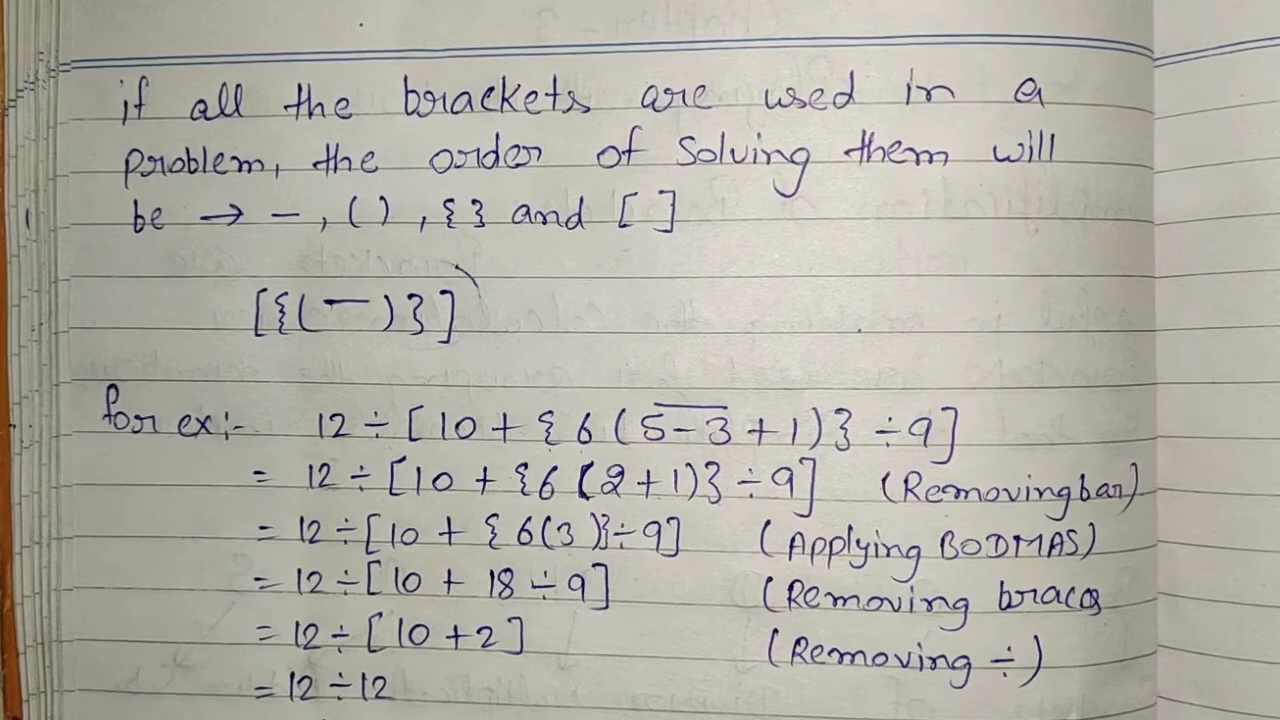 if all the brackets are used in a
problem, the order of solving them will
be → —, ( ), { } and [ ]
[{(—)}]
for ex:- 12 ÷ [10 + {6 (5̅-̅3̅ + 1)} ÷ 9]
= 12 ÷ [10 + {6 (2+1)} ÷ 9] (Removing bar)
= 12 ÷ [10 + {6(3)} ÷ 9] (Applying BODMAS)
= 12 ÷ [10 + 18 ÷ 9] (Removing braces
= 12 ÷ [10 + 2] (Removing ÷)
= 12 ÷ 12